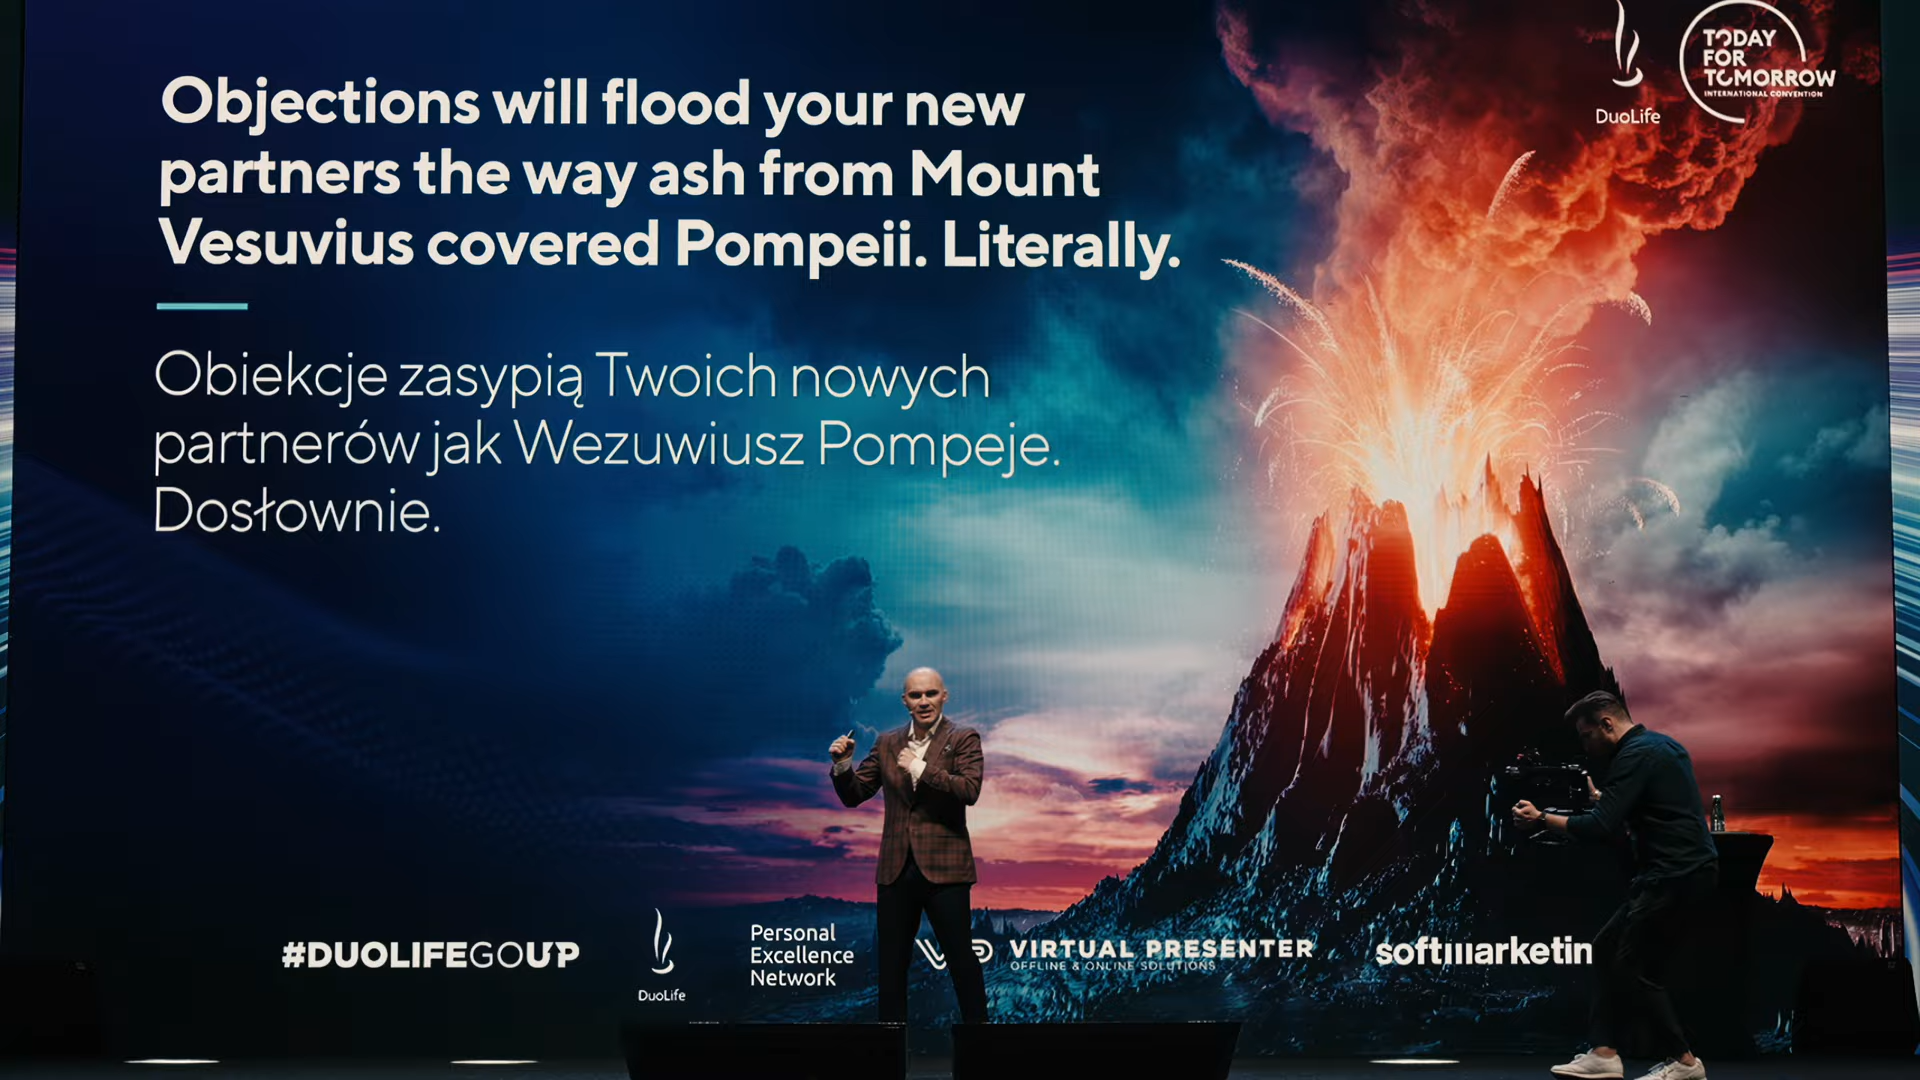 Objections will flood your new
partners the way ash from Mount
Vesuvius covered Pompeii. Literally.
Obiekcje zasypią Twoich nowych
partnerów jak Wezuwiusz Pompeje.
Dosłownie.
DuoLife
TODAY
FOR
TOMORROW
INTERNATIONAL CONVENTION
#DUOLIFEGOUP
DuoLife
Personal
Excellence
Network
VIRTUAL PRESENTER
OFFLINE & ONLINE SOLUTIONS
softmarketin